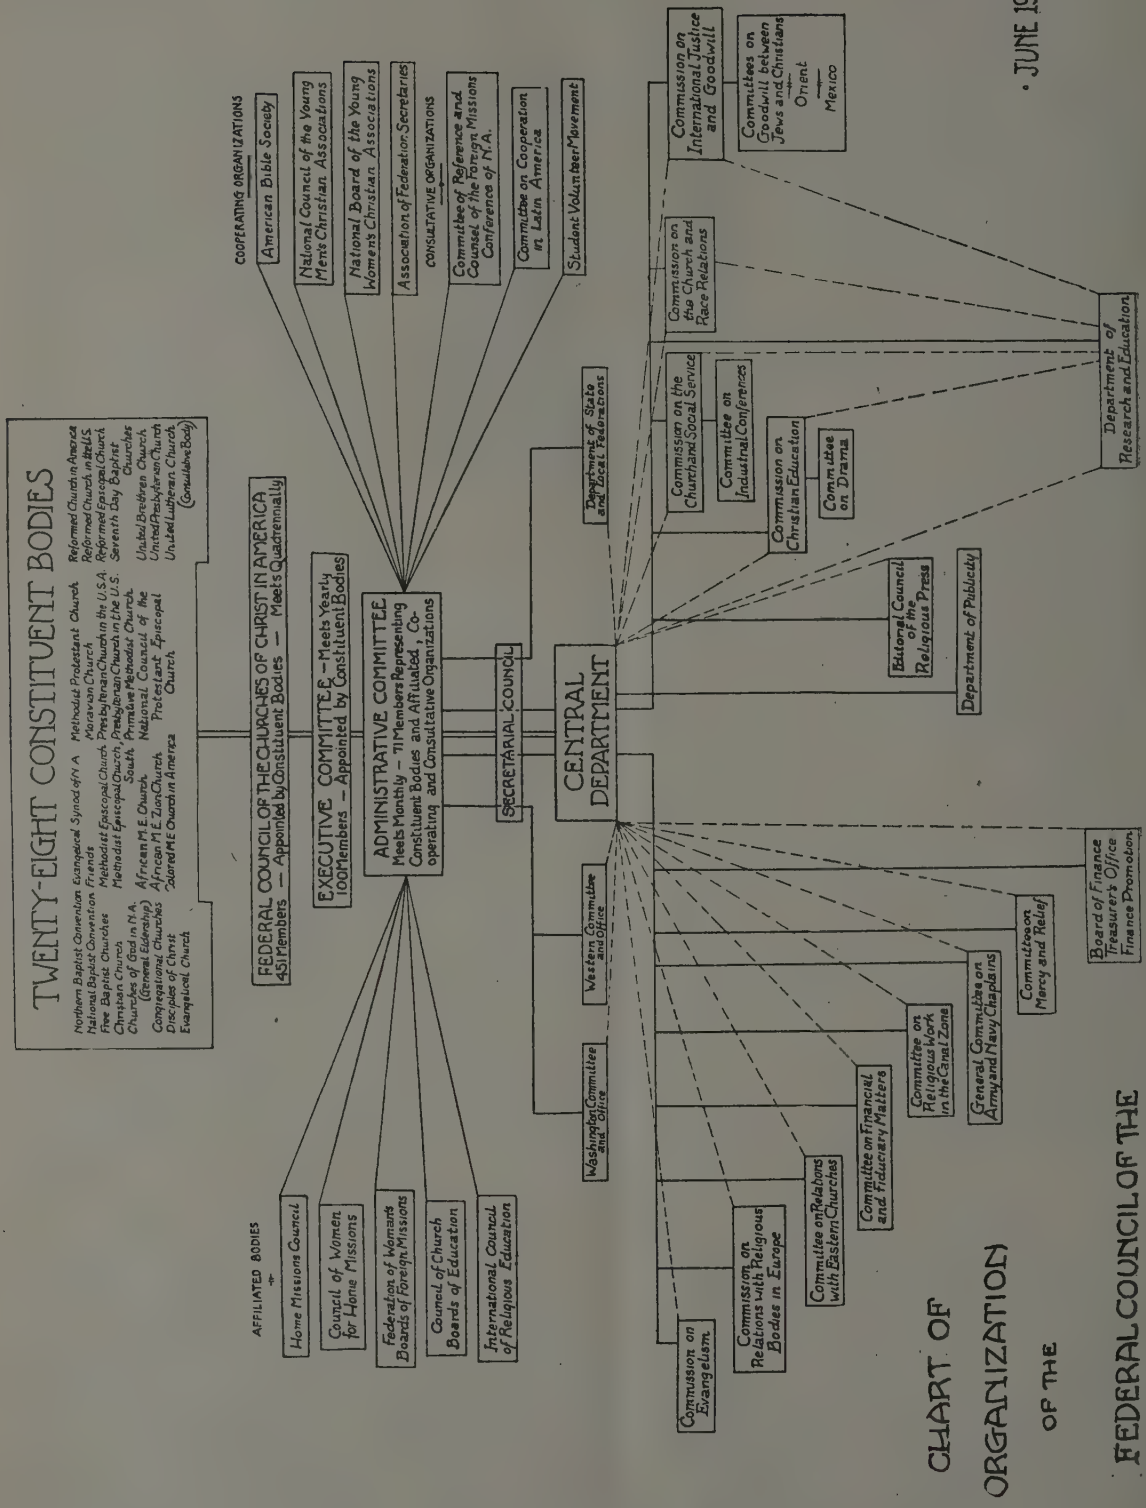 TWENTY-EIGHT CONSTITUENT BODIES
Northern Baptist Convention
National Baptist Convention
Free Baptist Churches
Christian Church
Churches of God in N.A.
(General Eldership)
Congregational Churches
Disciples of Christ
Evangelical Church
Evangelical Synod of N A
Friends
Methodist Episcopal Church
Methodist Episcopal Church,
South
African M.E. Church
African M E Zion Church
Colored M E Church in America
Methodist Protestant Church
Moravian Church
Presbyterian Church in the U.S.A.
Presbyterian Church in the U.S.
Primative Methodist Church
National Council of the
Protestant Episcopal
Church
Reformed Church in America
Reformed Church in the U.S.
Reformed Episcopal Church
Seventh Day Baptist
Churches
United Brethren Church
United Presbyterian Church
United Lutheran Church
(Consultative Body)
FEDERAL COUNCIL OF THE CHURCHES OF CHRIST IN AMERICA
451 Members — Appointed by Constituent Bodies — Meets Quadrennially
EXECUTIVE COMMITTEE – Meets Yearly
100 Members – Appointed by Constituent Bodies
ADMINISTRATIVE COMMITTEE
Meets Monthly – 71 Members Representing
Constituent Bodies and Affiliated, Co-
operating and Consultative Organizations
AFFILIATED BODIES
Home Missions Council
Council of Women
for Home Missions
Federation of Woman's
Boards of Foreign Missions
Council of Church
Boards of Education
International Council
of Religious Education
COOPERATING ORGANIZATIONS
American Bible Society
National Council of the Young
Men's Christian Associations
National Board of the Young
Women's Christian Associations
Association of Federation Secretaries
CONSULTATIVE ORGANIZATIONS
Committee of Reference and
Counsel of the Foreign Missions
Conference of N.A.
Committee on Cooperation
in Latin America
Student Volunteer Movement
SECRETARIAL COUNCIL
Washington Committee
and Office
Western Committee
and Office
CENTRAL
DEPARTMENT
Department of State
and Local Federations
Commission on
Evangelism
Commission on
Relations with Religious
Bodies in Europe
Committee on Relations
with Eastern Churches
Committee on Financial
and Fiduciary Matters
Committee on
Religious Work
in the Canal Zone
General Committee on
Army and Navy Chaplains
Committee on
Mercy and Relief
Board of Finance
Treasurer's Office
Finance Promotion
Department of Publicity
Editorial Council
of the
Religious Press
Commission on
Christian Education
Committee
on Drama
Commission on the
Church and Social Service
Committee on
Industrial Conferences
Commission on
the Church and
Race Relations
Commission on
International Justice
and Goodwill
Committees on
Goodwill between
Jews and Christians
Orient
Mexico
Department of
Research and Education
CHART OF
ORGANIZATION
OF THE
FEDERAL COUNCIL OF THE
JUNE